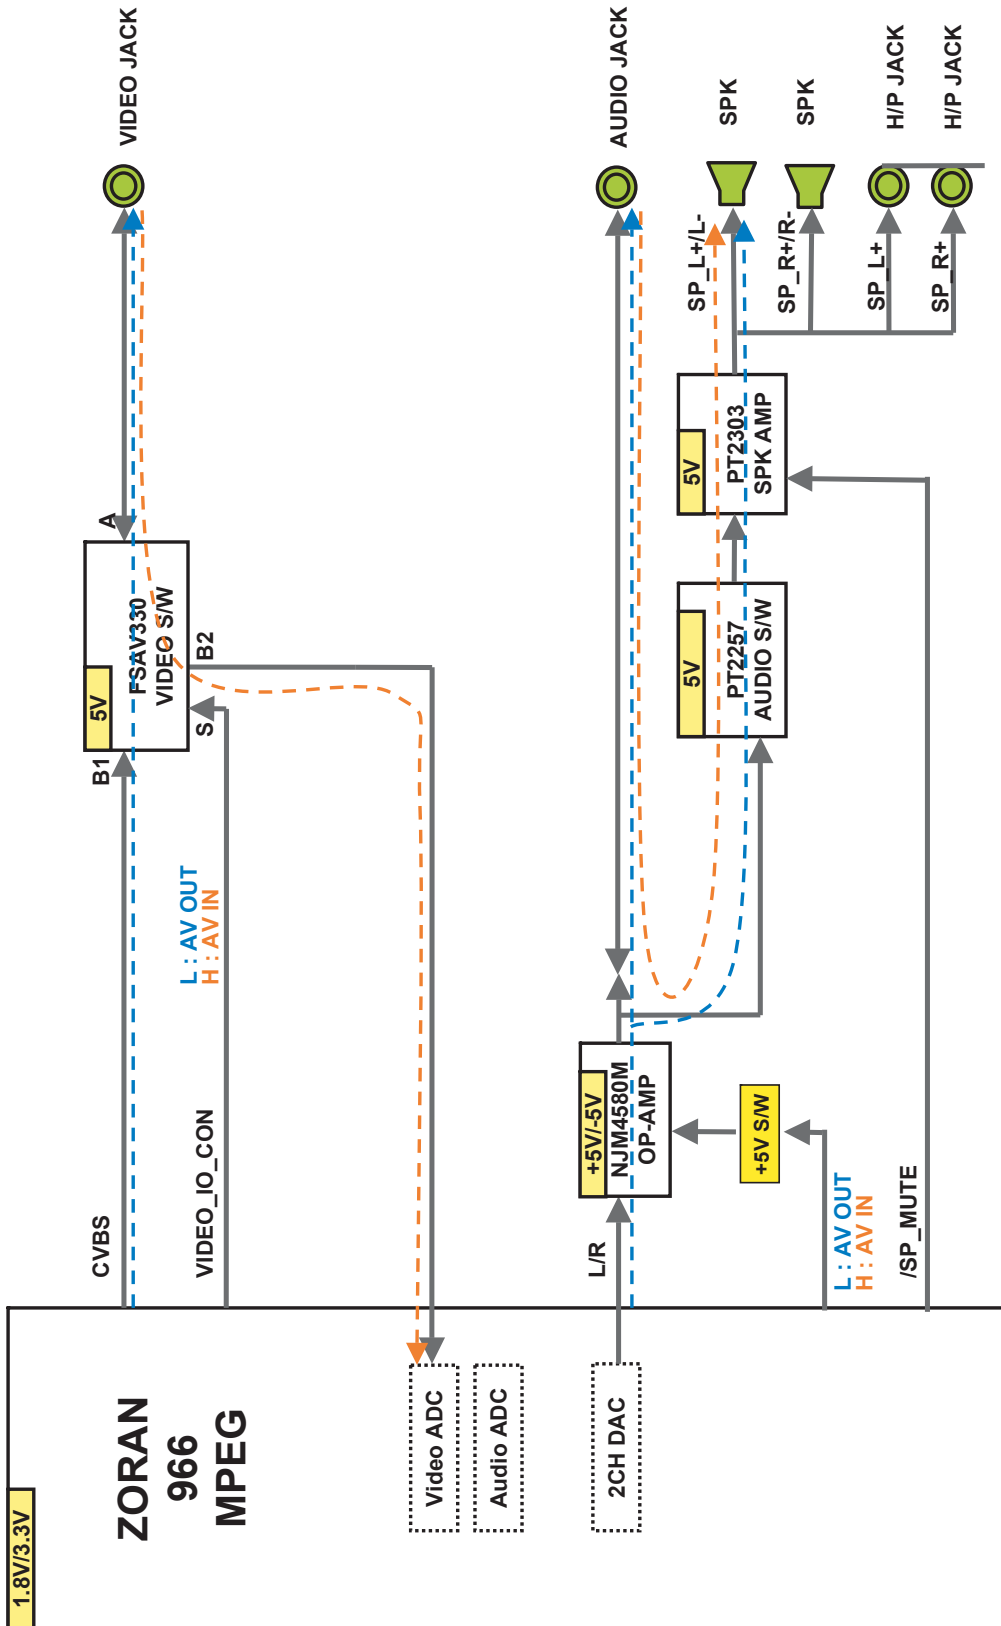 1.8V/3.3V
ZORAN
966
MPEG
Video ADC
Audio ADC
2CH DAC
CVBS
VIDEO_IO_CON
L : AV OUT
H : AV IN
B1
S
B2
A
5V
FSAV330
VIDEO S/W
VIDEO JACK
L/R
+5V/-5V
NJM4580M
OP-AMP
+5V S/W
L : AV OUT
H : AV IN
/SP_MUTE
5V
PT2257
AUDIO S/W
5V
PT2303
SPK AMP
SP_L+/L-
SP_R+/R-
SP_L+
SP_R+
AUDIO JACK
SPK
SPK
H/P JACK
H/P JACK